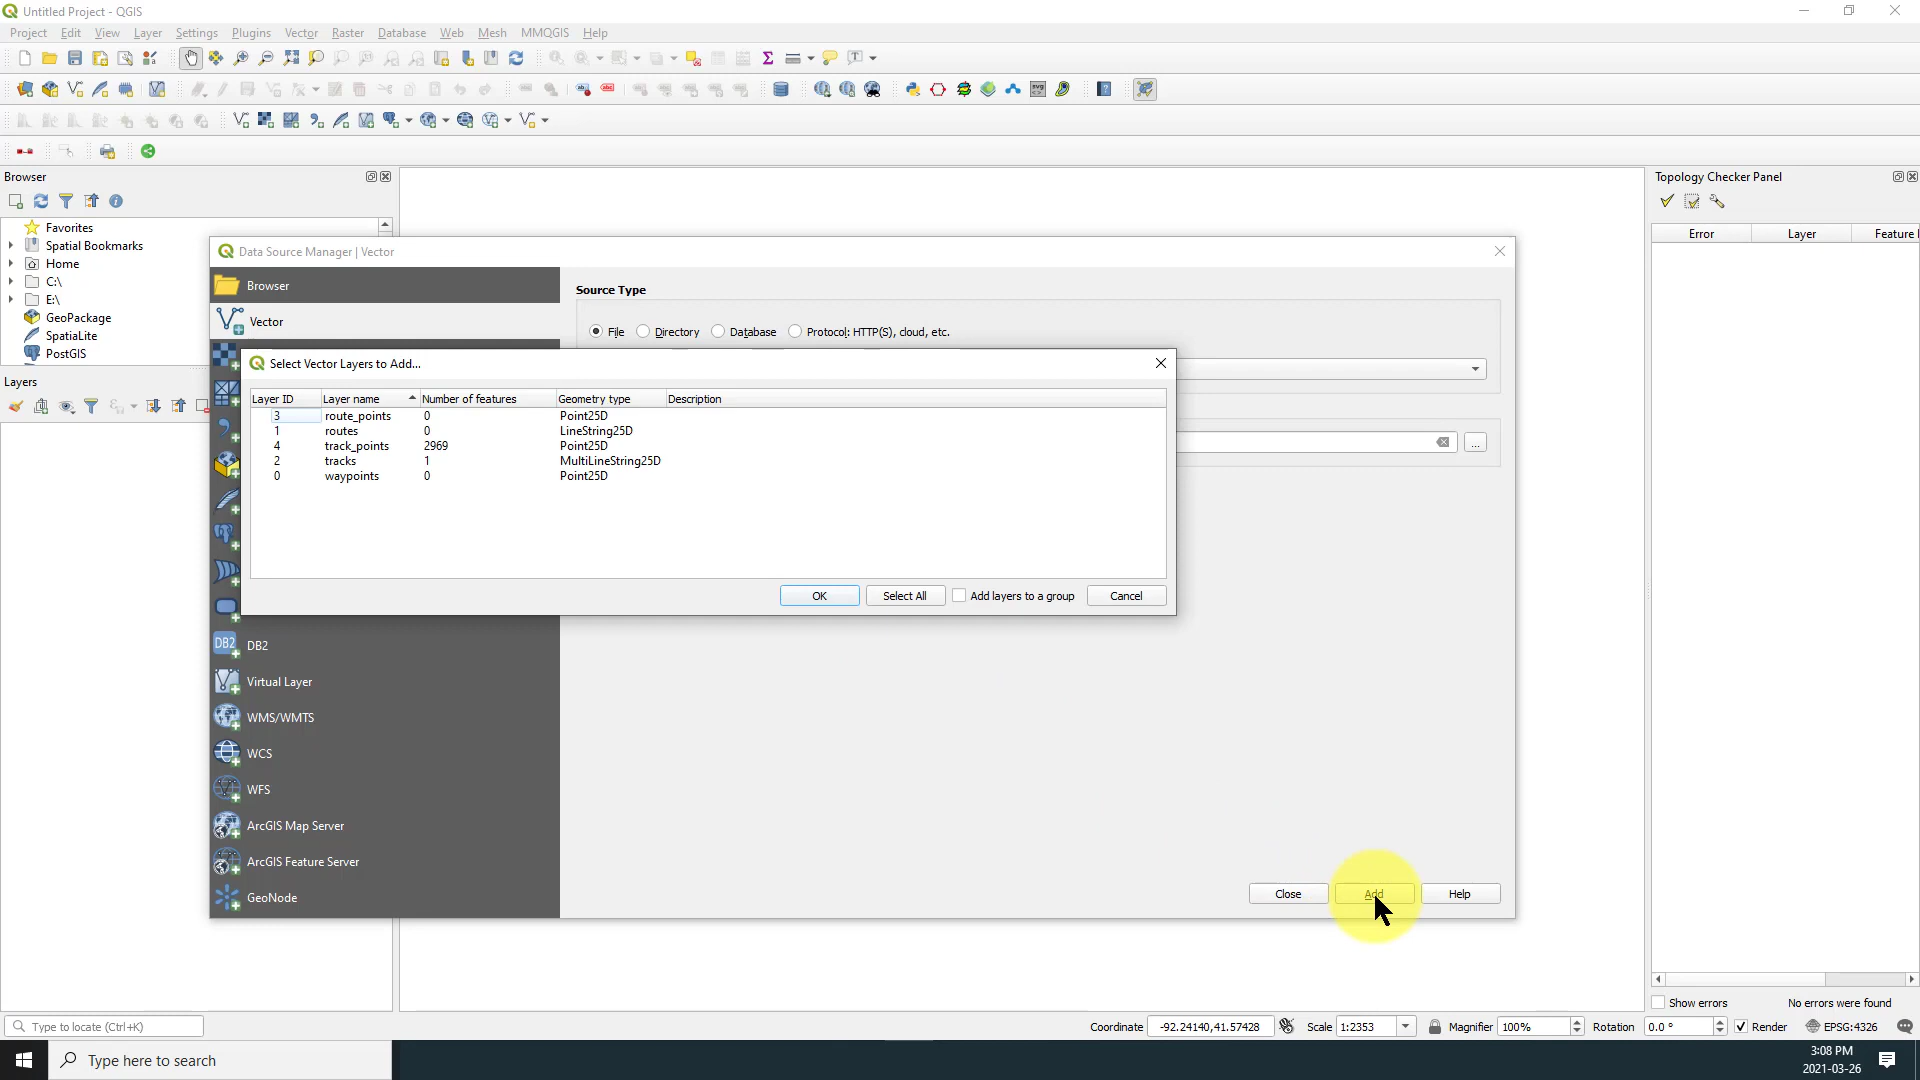 Untitled Project - QGIS
Project Edit View Layer Settings Plugins Vector Raster Database Web Mesh MMQGIS Help
Browser
Favorites
Spatial Bookmarks
Home
C:\
E:\
GeoPackage
SpatiaLite
PostGIS
Layers
Data Source Manager | Vector
Browser
Vector
Source Type
File Directory Database Protocol: HTTP(S), cloud, etc.
...
Select Vector Layers to Add...
Layer ID Layer name Number of features Geometry type Description
3 route_points 0 Point25D
1 routes 0 LineString25D
4 track_points 2969 Point25D
2 tracks 1 MultiLineString25D
0 waypoints 0 Point25D
OK Select All Add layers to a group Cancel
DB2 DB2
Virtual Layer
WMS/WMTS
WCS
WFS
ArcGIS Map Server
ArcGIS Feature Server
GeoNode
Close Add Help
Topology Checker Panel
Error Layer Feature I
Show errors No errors were found
Type to locate (Ctrl+K)
Coordinate -92.24140,41.57428 Scale 1:2353 Magnifier 100% Rotation 0.0 ° Render EPSG:4326
Type here to search
3:08 PM
2021-03-26